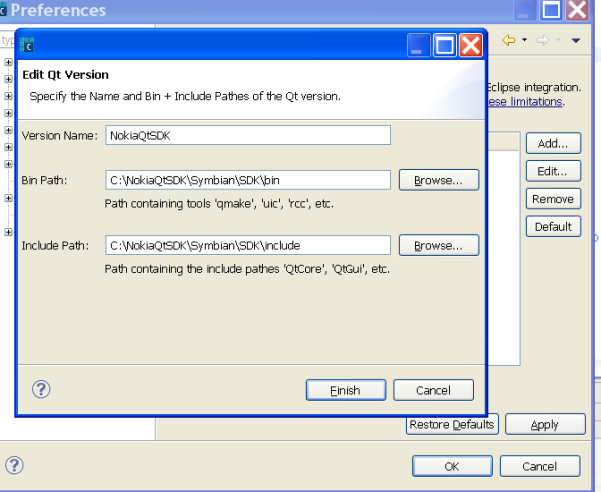 Preferences
typ
Edit Qt Version
Specify the Name and Bin + Include Pathes of the Qt version.
Eclipse integration.
ese limitations.
Version Name: NokiaQtSDK
Add...
Edit...
Bin Path: C:\NokiaQtSDK\Symbian\SDK\bin Browse...
Remove
Path containing tools 'qmake', 'uic', 'rcc', etc.
Default
Include Path: C:\NokiaQtSDK\Symbian\SDK\include Browse...
Path containing the include pathes 'QtCore', 'QtGui', etc.
Finish Cancel
Restore Defaults Apply
OK Cancel